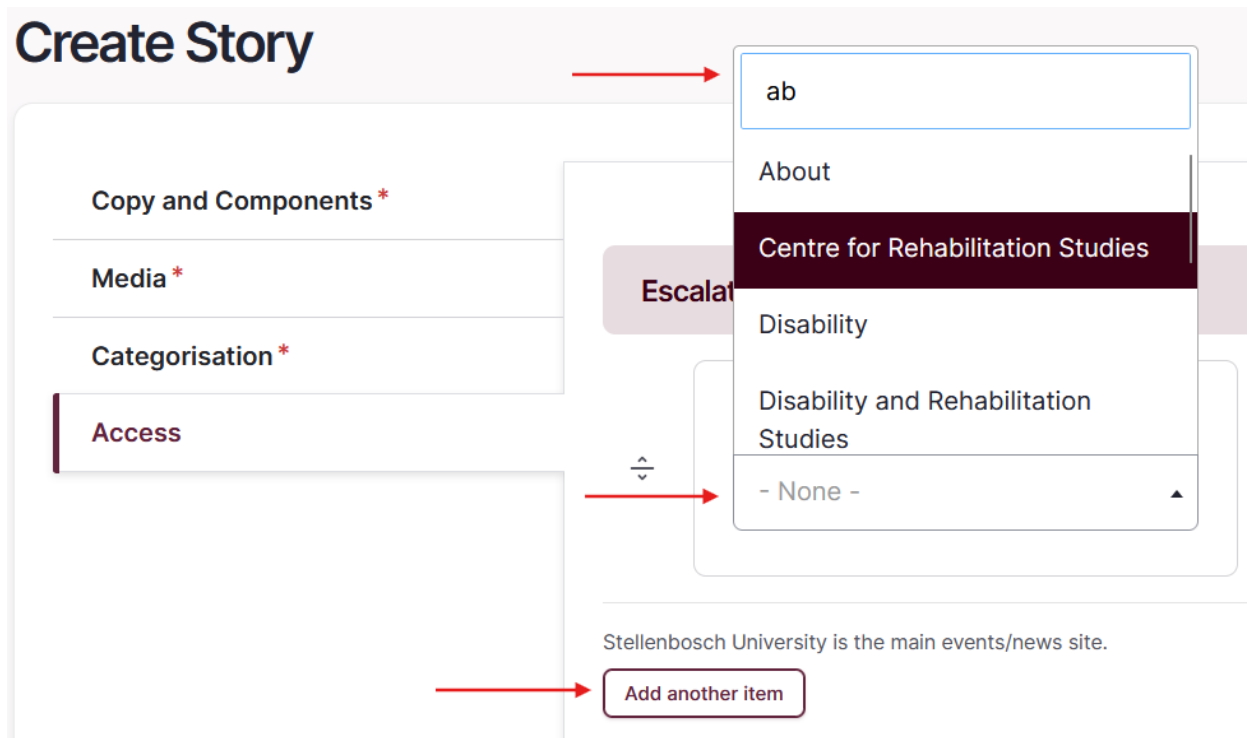 Create Story
Copy and Components *
Media *
Categorisation *
Access
ab
About
Centre for Rehabilitation Studies
Disability
Disability and Rehabilitation
Studies
- None -
Escalat
Stellenbosch University is the main events/news site.
Add another item